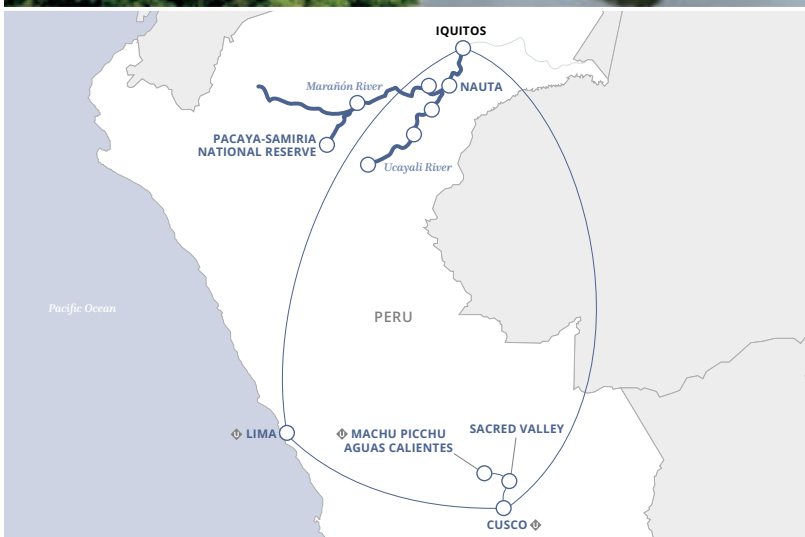 IQUITOS
Marañón River
NAUTA
PACAYA-SAMIRIA
NATIONAL RESERVE
Ucayali River
Pacific Ocean
PERU
LIMA
MACHU PICCHU
AGUAS CALIENTES
SACRED VALLEY
CUSCO